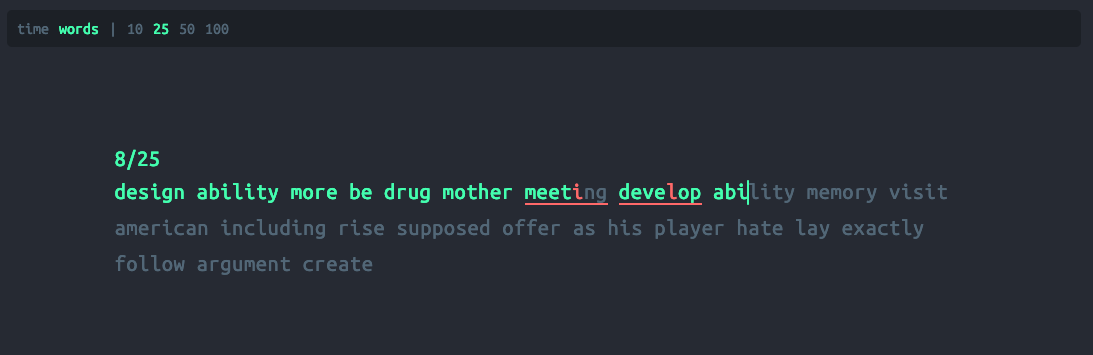 time words | 10 25 50 100
8/25
design ability more be drug mother meeting develop ability memory visit
american including rise supposed offer as his player hate lay exactly
follow argument create